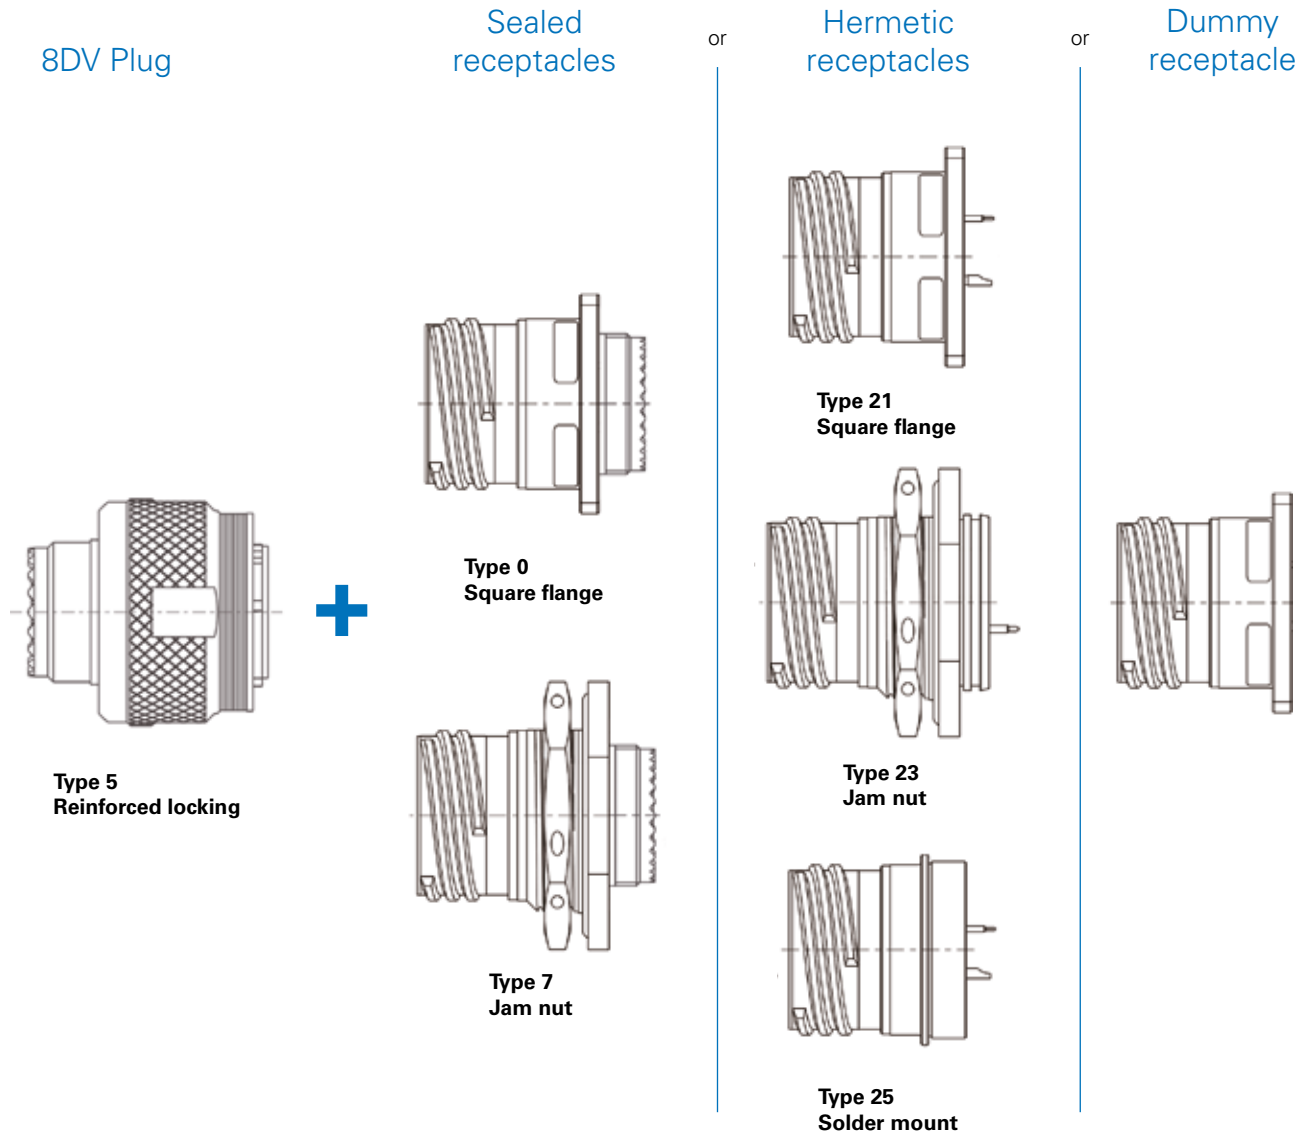 8DV Plug
Sealed
receptacles
or
Hermetic
receptacles
or
Dummy
receptacle
Type 5
Reinforced locking
Type 0
Square flange
Type 7
Jam nut
Type 21
Square flange
Type 23
Jam nut
Type 25
Solder mount